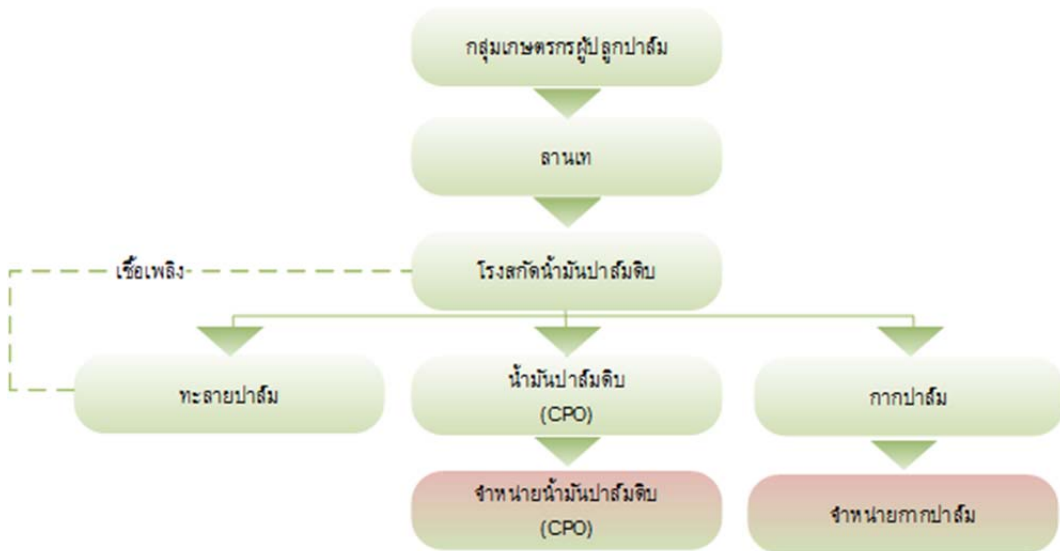 กลุ่มเกษตรกรผู้ปลูกปาล์ม
ลานเท
เชื้อเพลิง
โรงสกัดน้ำมันปาล์มดิบ
ทะลายปาล์ม
น้ำมันปาล์มดิบ
(CPO)
กากปาล์ม
จำหน่ายน้ำมันปาล์มดิบ
(CPO)
จำหน่ายกากปาล์ม